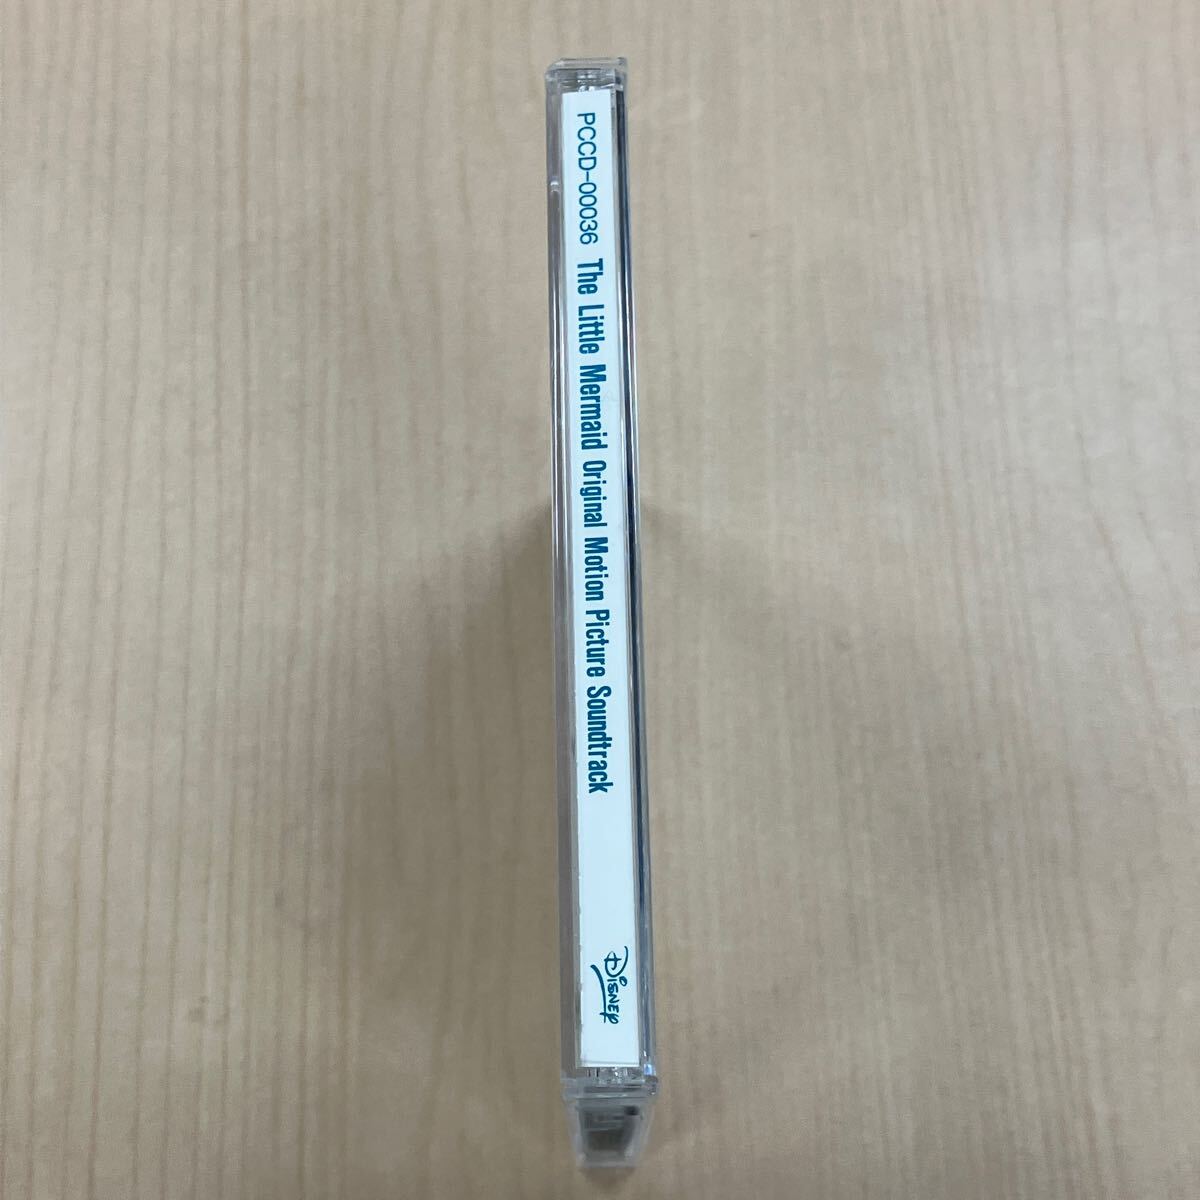 PCCD-00036 The Little Mermaid Original Motion Picture Soundtrack
Disney